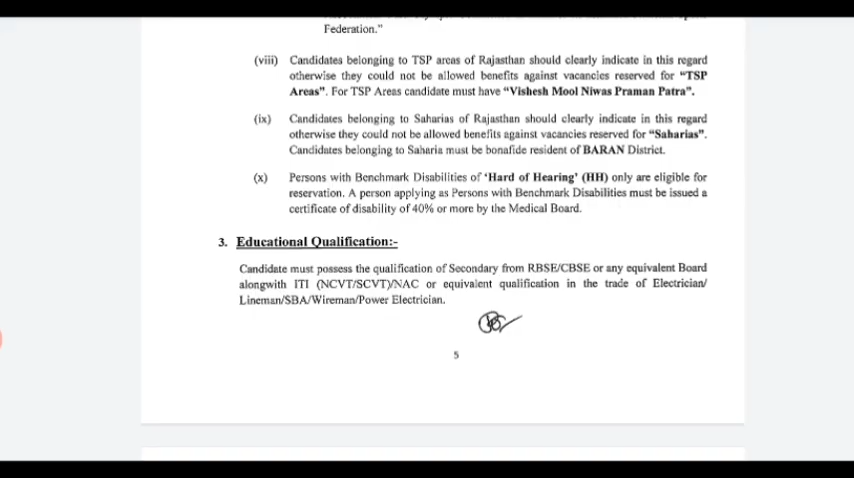 Federation."
(viii) Candidates belonging to TSP areas of Rajasthan should clearly indicate in this regard
otherwise they could not be allowed benefits against vacancies reserved for “TSP
Areas”. For TSP Areas candidate must have “Vishesh Mool Niwas Praman Patra”.
(ix) Candidates belonging to Saharias of Rajasthan should clearly indicate in this regard
otherwise they could not be allowed benefits against vacancies reserved for “Saharias”.
Candidates belonging to Saharia must be bonafide resident of BARAN District.
(x) Persons with Benchmark Disabilities of ‘Hard of Hearing’ (HH) only are eligible for
reservation. A person applying as Persons with Benchmark Disabilities must be issued a
certificate of disability of 40% or more by the Medical Board.
3. Educational Qualification:-
Candidate must possess the qualification of Secondary from RBSE/CBSE or any equivalent Board
alongwith ITI (NCVT/SCVT)/NAC or equivalent qualification in the trade of Electrician/
Lineman/SBA/Wireman/Power Electrician.
5